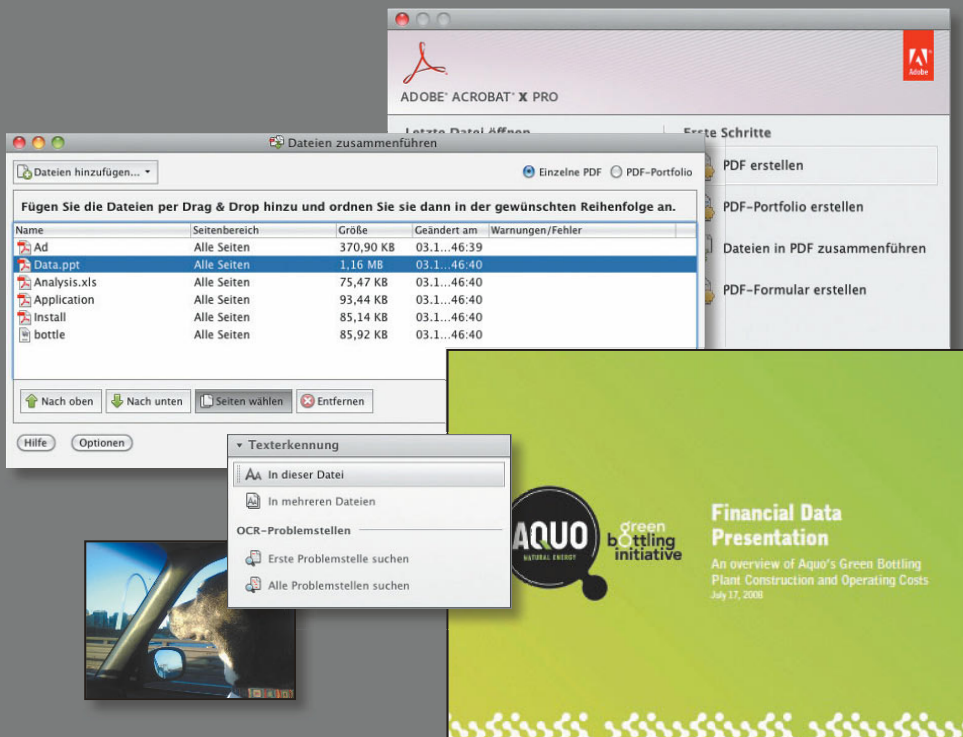 Adobe
ADOBE® ACROBAT® X PRO
Letzte Datei öffnen
Erste Schritte
PDF erstellen
PDF-Portfolio erstellen
Dateien in PDF zusammenführen
PDF-Formular erstellen
Dateien zusammenführen
Dateien hinzufügen...
Einzelne PDF PDF-Portfolio
Fügen Sie die Dateien per Drag & Drop hinzu und ordnen Sie sie dann in der gewünschten Reihenfolge an.
Name Seitenbereich Größe Geändert am Warnungen/Fehler
Ad Alle Seiten 370,90 KB 03.1...46:39
Data.ppt Alle Seiten 1,16 MB 03.1...46:40
Analysis.xls Alle Seiten 75,47 KB 03.1...46:40
Application Alle Seiten 93,44 KB 03.1...46:40
Install Alle Seiten 85,14 KB 03.1...46:40
bottle Alle Seiten 85,92 KB 03.1...46:40
Nach oben Nach unten Seiten wählen Entfernen
Hilfe Optionen
Texterkennung
In dieser Datei
In mehreren Dateien
OCR-Problemstellen
Erste Problemstelle suchen
Alle Problemstellen suchen
AQUO
NATURAL ENERGY
green
bottling
initiative
Financial Data
Presentation
An overview of Aquo's Green Bottling
Plant Construction and Operating Costs
July 17, 2008